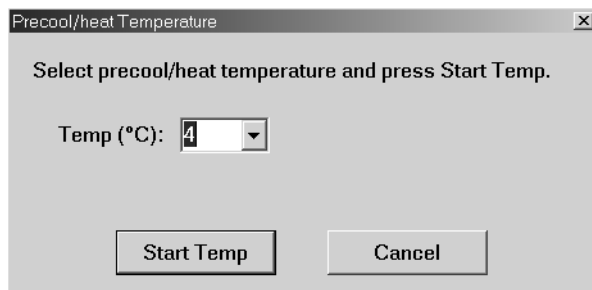 Precool/heat Temperature
Select precool/heat temperature and press Start Temp.
Temp (°C): 4
Start Temp Cancel